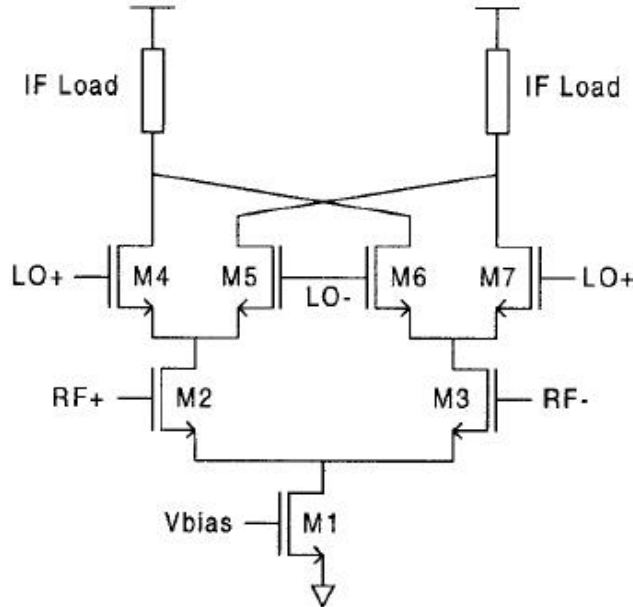 IF Load
IF Load
LO+
M4
M5
LO-
M6
M7
LO+
RF+
M2
M3
RF-
Vbias
M1